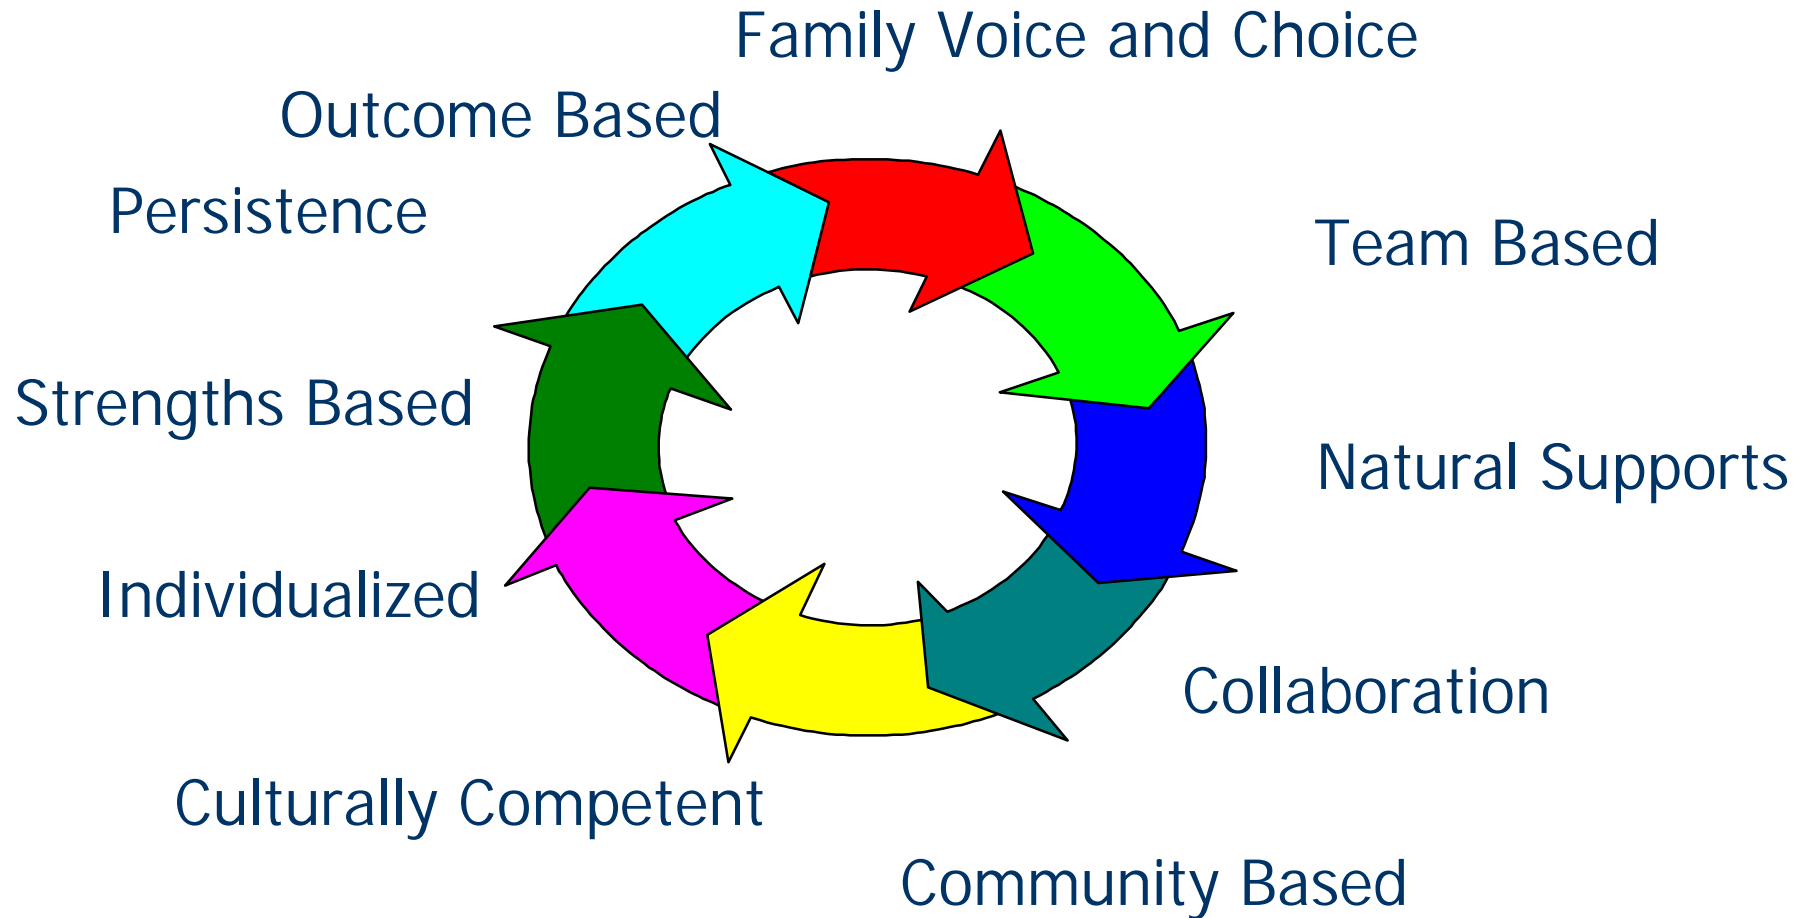 Family Voice and Choice
Outcome Based
Persistence
Team Based
Strengths Based
Natural Supports
Individualized
Collaboration
Culturally Competent
Community Based